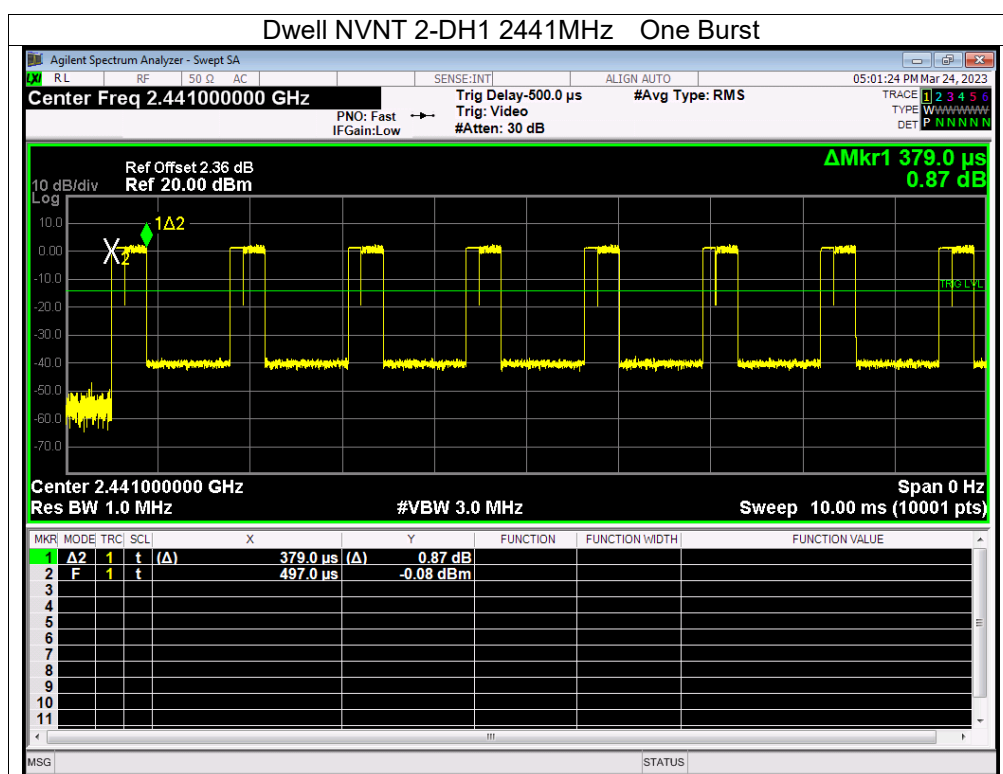 Dwell NVNT 2-DH1 2441MHz One Burst
Agilent Spectrum Analyzer - Swept SA
LXI RL RF 50 Ω AC SENSE:INT ALIGN AUTO 05:01:24 PM Mar 24, 2023
Center Freq 2.441000000 GHz Trig Delay-500.0 µs #Avg Type: RMS TRACE 1 2 3 4 5 6
PNO: Fast Trig: Video TYPE WWWWWW
IFGain:Low #Atten: 30 dB DET P N N N N N
ΔMkr1 379.0 µs
0.87 dB
Ref Offset 2.36 dB
10 dB/div Ref 20.00 dBm
Log
10.0
1Δ2
0.00
2
-10.0
TRIG LVL
-20.0
-30.0
-40.0
-50.0
-60.0
-70.0
Center 2.441000000 GHz Span 0 Hz
Res BW 1.0 MHz #VBW 3.0 MHz Sweep 10.00 ms (10001 pts)
MKR MODE TRC SCL X Y FUNCTION FUNCTION WIDTH FUNCTION VALUE
1 Δ2 1 t (Δ) 379.0 µs (Δ) 0.87 dB
2 F 1 t 497.0 µs -0.08 dBm
3
4
5
6
7
8
9
10
11
MSG STATUS